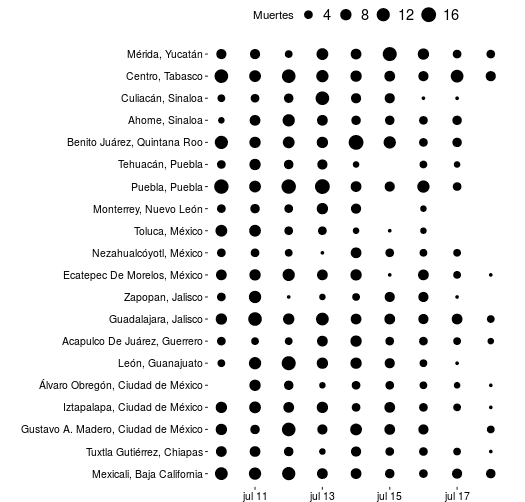 Muertes 4 8 12 16
Mérida, Yucatán
Centro, Tabasco
Culiacán, Sinaloa
Ahome, Sinaloa
Benito Juárez, Quintana Roo
Tehuacán, Puebla
Puebla, Puebla
Monterrey, Nuevo León
Toluca, México
Nezahualcóyotl, México
Ecatepec De Morelos, México
Zapopan, Jalisco
Guadalajara, Jalisco
Acapulco De Juárez, Guerrero
León, Guanajuato
Álvaro Obregón, Ciudad de México
Iztapalapa, Ciudad de México
Gustavo A. Madero, Ciudad de México
Tuxtla Gutiérrez, Chiapas
Mexicali, Baja California
jul 11 jul 13 jul 15 jul 17